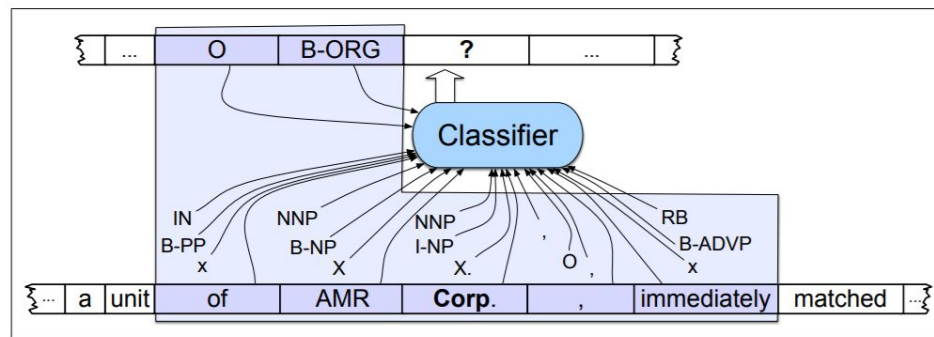 ... O B-ORG ? ...
Classifier
IN NNP NNP , RB
B-PP B-NP I-NP O , B-ADVP
x X X. x
... a unit of AMR Corp. , immediately matched ...